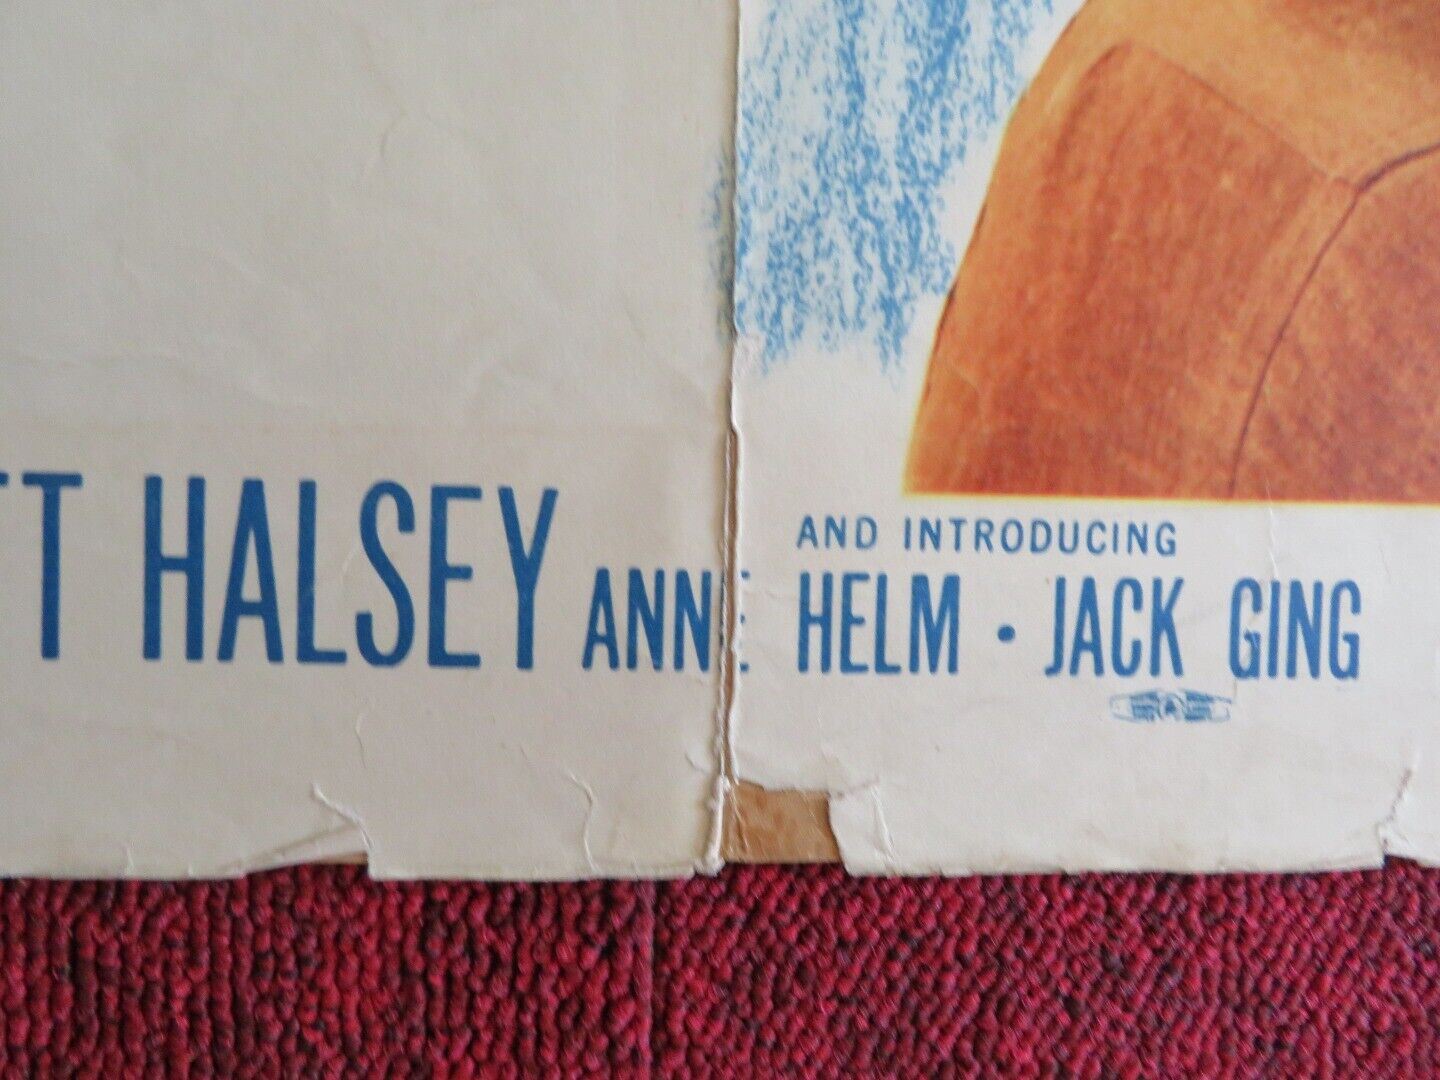 TT HALSEY
AND INTRODUCING
ANNE HELM • JACK GING